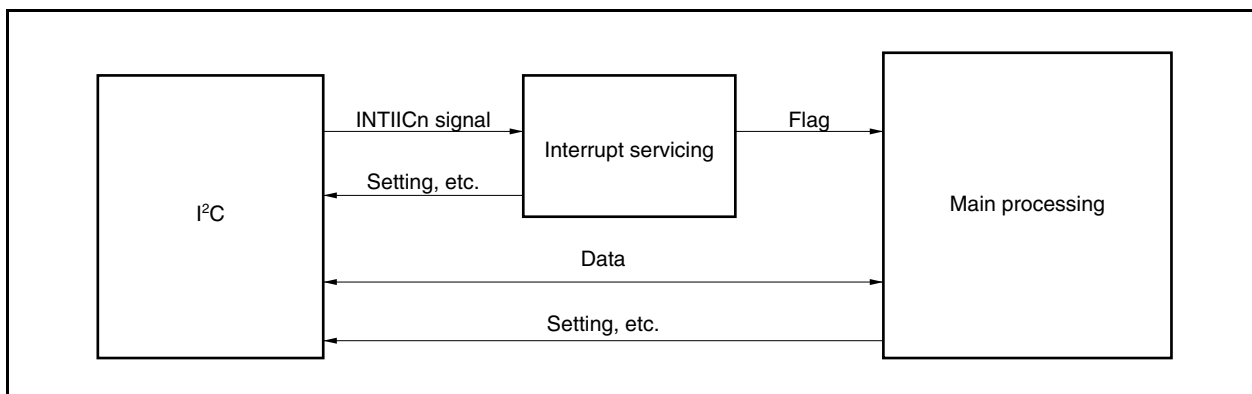 INTIICn signal
Flag
Interrupt servicing
Setting, etc.
I²C
Main processing
Data
Setting, etc.